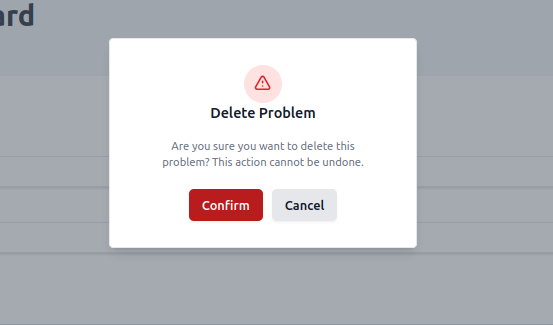 ard
Delete Problem
Are you sure you want to delete this
problem? This action cannot be undone.
Confirm
Cancel